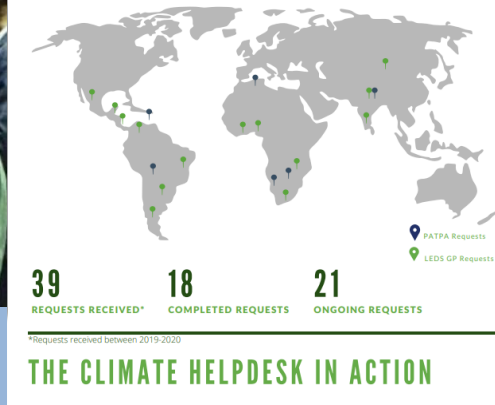 PATPA Requests
LEDS GP Requests
39
REQUESTS RECEIVED*
18
COMPLETED REQUESTS
21
ONGOING REQUESTS
*Requests received between 2019-2020
THE CLIMATE HELPDESK IN ACTION